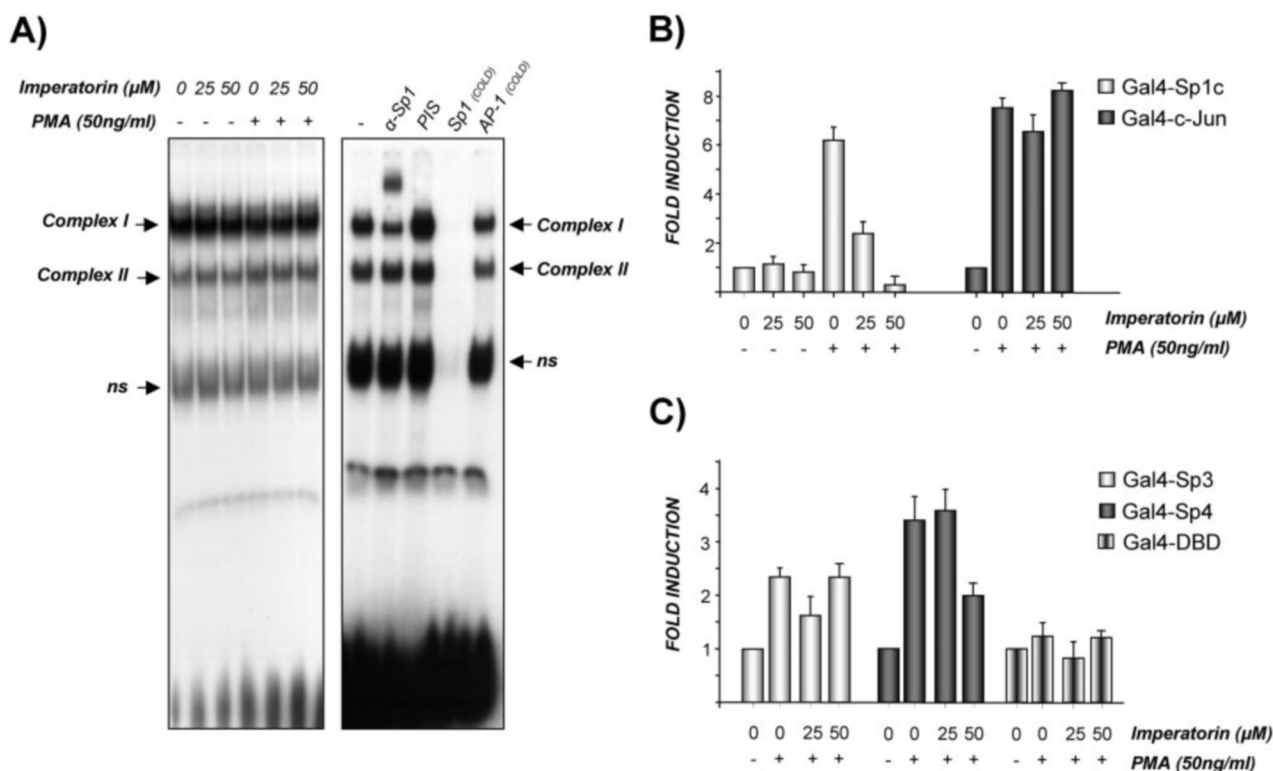 A)
Imperatorin (µM) 0 25 50 0 25 50
PMA (50ng/ml) - - - + + +
- α-Sp1 PIS Sp1 (COLD) AP-1 (COLD)
Complex I Complex I
Complex II Complex II
ns ns
B)
FOLD INDUCTION
8
6
4
2
Gal4-Sp1c
Gal4-c-Jun
0 25 50 0 25 50 0 0 25 50 Imperatorin (µM)
- - - + + + - + + + PMA (50ng/ml)
C)
FOLD INDUCTION
4
3
2
1
Gal4-Sp3
Gal4-Sp4
Gal4-DBD
0 0 25 50 0 0 25 50 0 0 25 50 Imperatorin (µM)
- + + + - + + + - + + + PMA (50ng/ml)